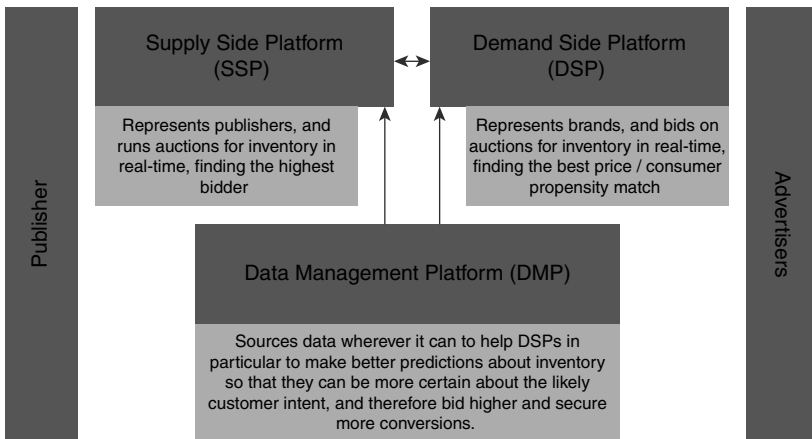 Publisher
Supply Side Platform
(SSP)
Represents publishers, and
runs auctions for inventory in
real-time, finding the highest
bidder
Demand Side Platform
(DSP)
Represents brands, and bids on
auctions for inventory in real-time,
finding the best price / consumer
propensity match
Data Management Platform (DMP)
Sources data wherever it can to help DSPs in
particular to make better predictions about inventory
so that they can be more certain about the likely
customer intent, and therefore bid higher and secure
more conversions.
Advertisers